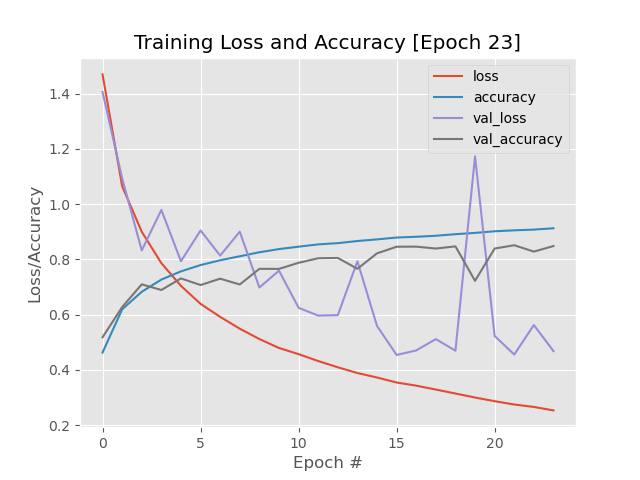 Training Loss and Accuracy [Epoch 23]
loss
accuracy
val_loss
val_accuracy
1.4
1.2
1.0
0.8
0.6
0.4
0.2
Loss/Accuracy
0 5 10 15 20
Epoch #